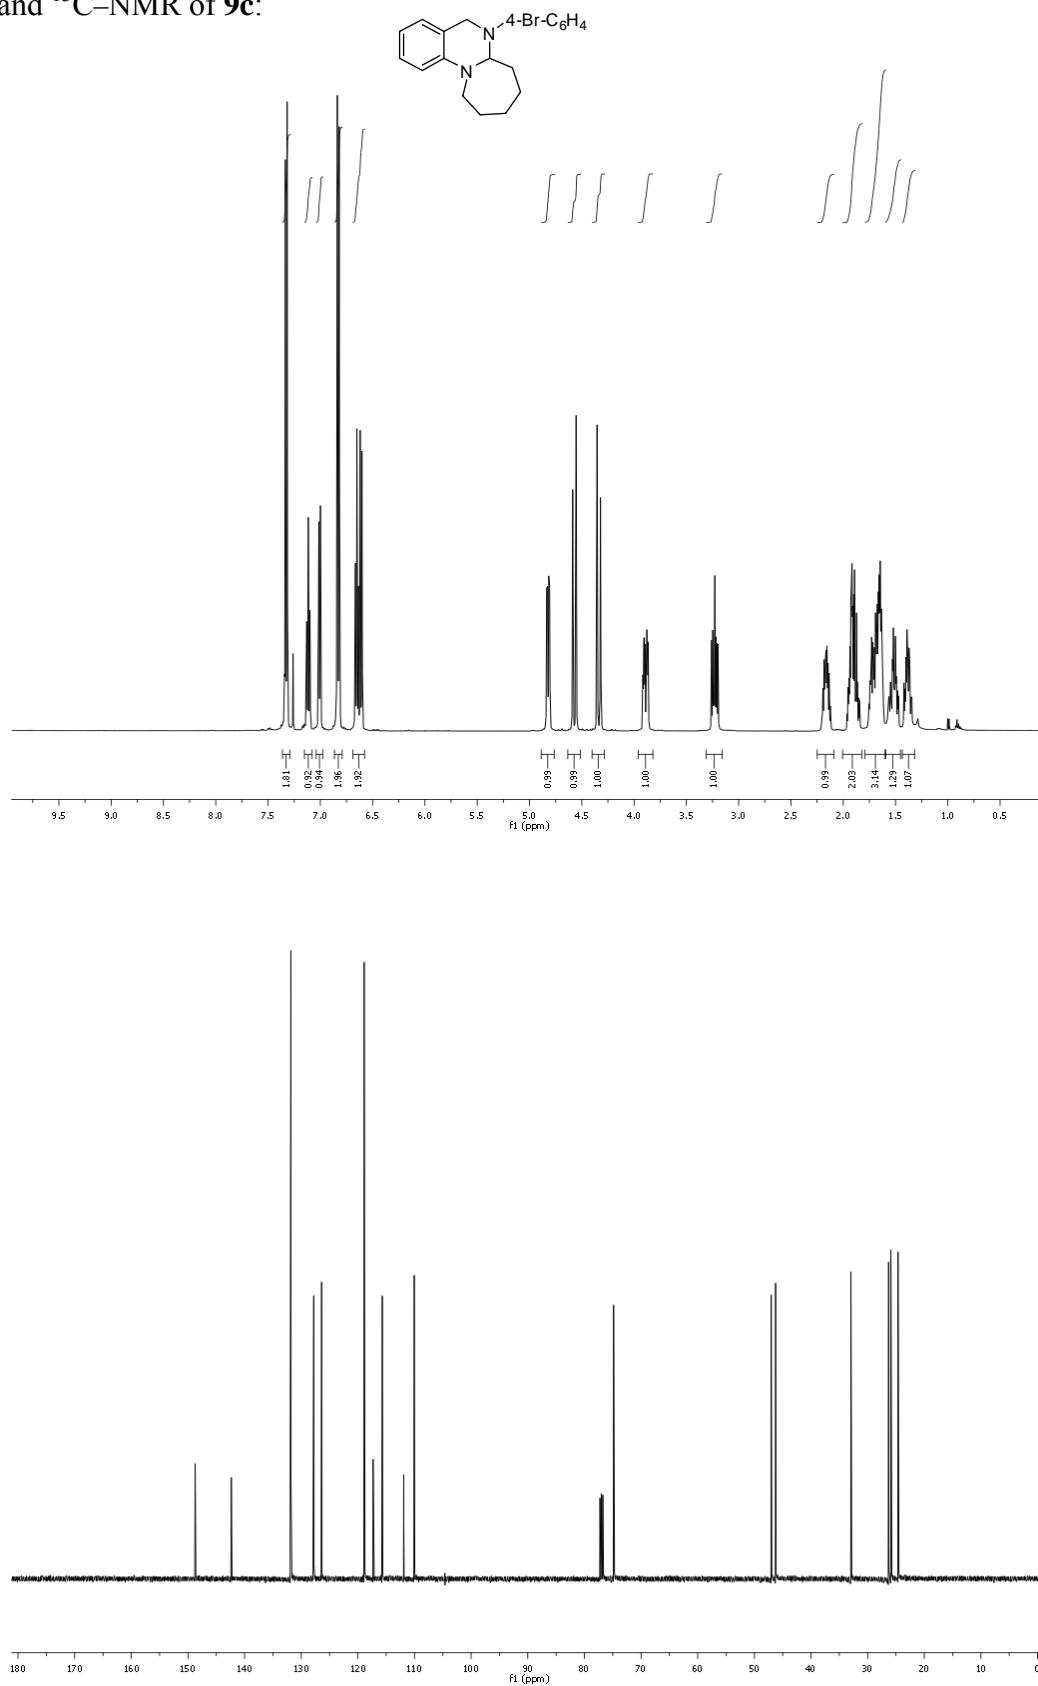 and ¹³C–NMR of 9c:
4-Br-C₆H₄
N
N
1.81 0.92 0.94 1.96 1.92 0.99 0.99 1.00 1.00 1.00 0.99 2.03 3.14 1.29 1.07
9.5 9.0 8.5 8.0 7.5 7.0 6.5 6.0 5.5 5.0 4.5 4.0 3.5 3.0 2.5 2.0 1.5 1.0 0.5
f1 (ppm)
180 170 160 150 140 130 120 110 100 90 80 70 60 50 40 30 20 10 0
f1 (ppm)